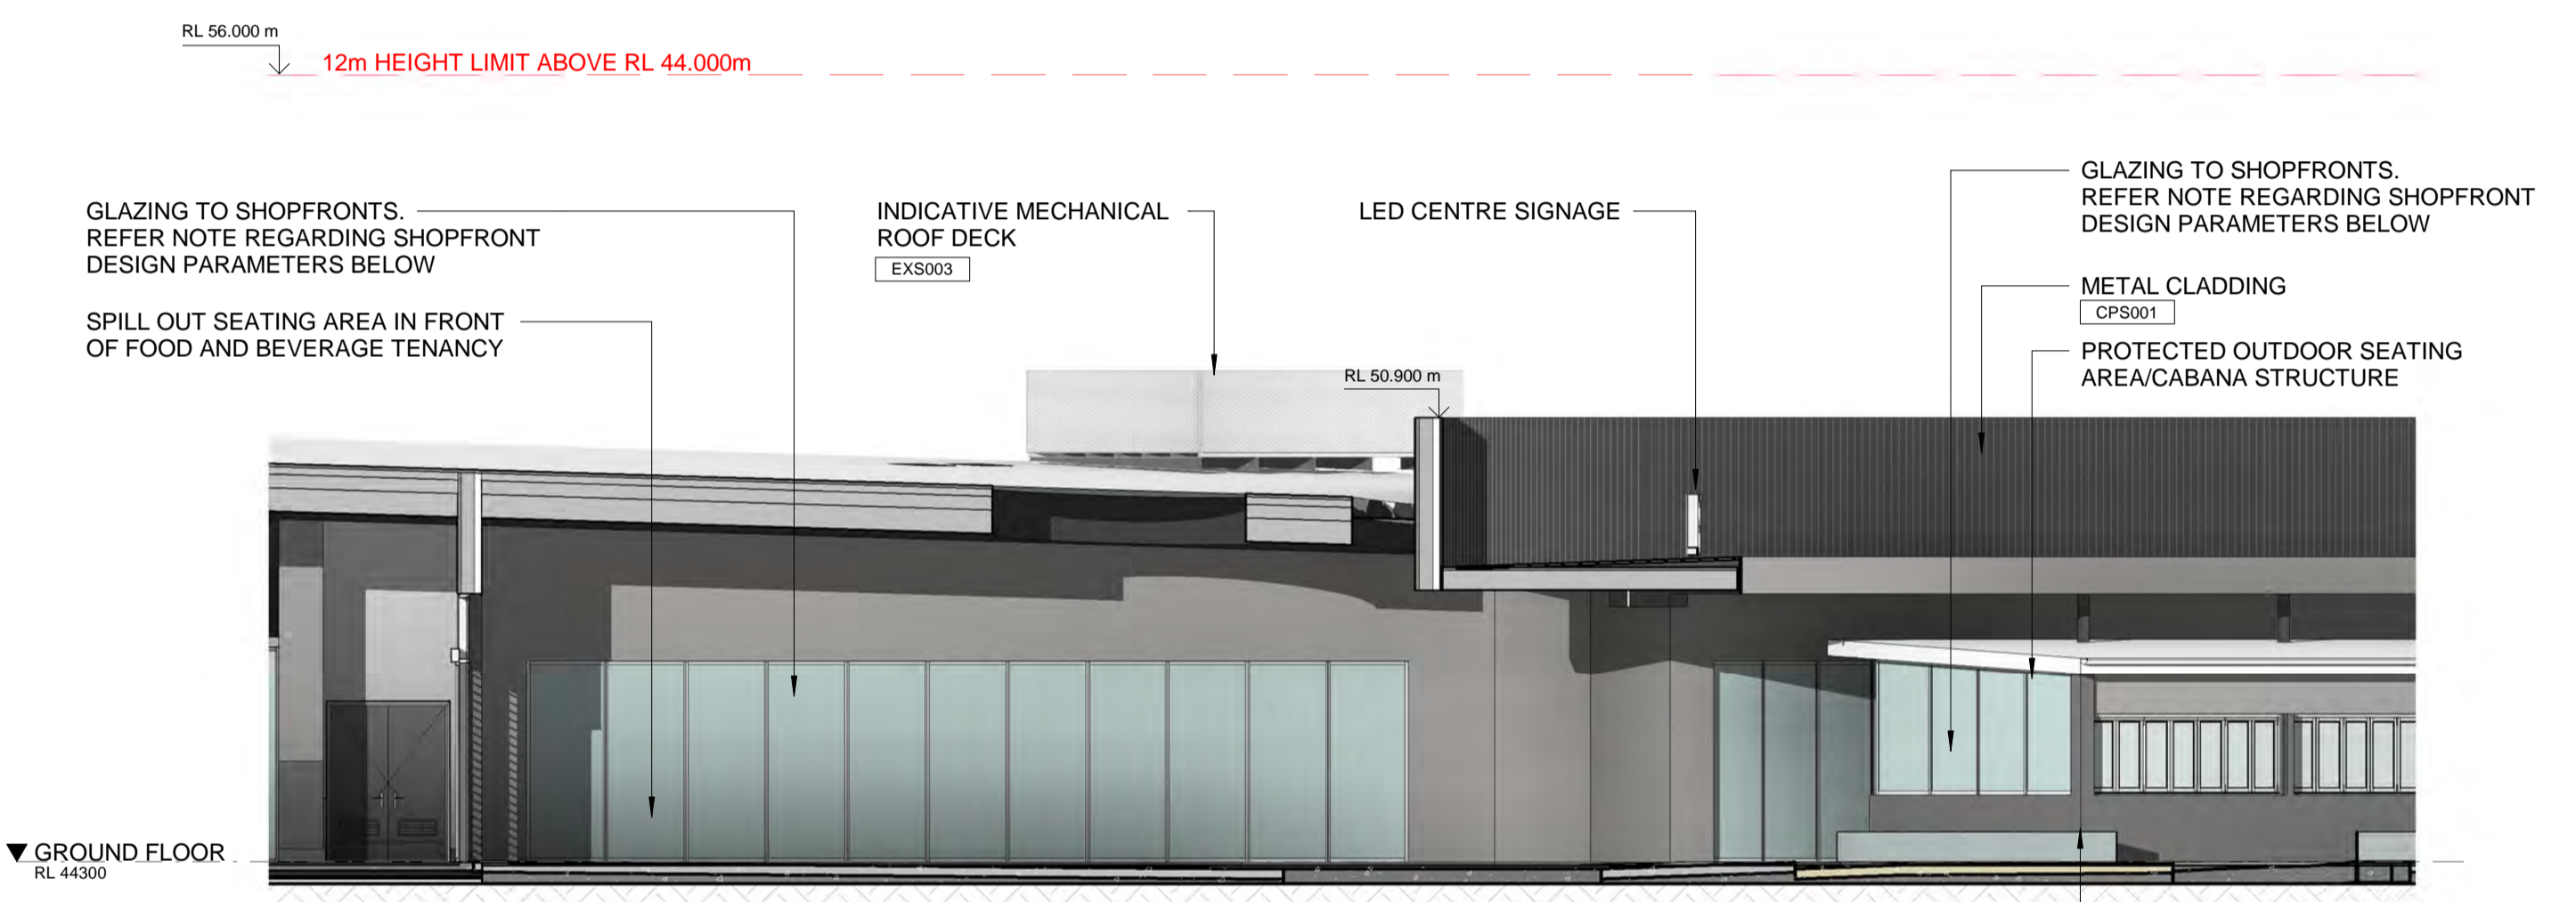 RL 56.000 m
12m HEIGHT LIMIT ABOVE RL 44.000m
GLAZING TO SHOPFRONTS.
REFER NOTE REGARDING SHOPFRONT
DESIGN PARAMETERS BELOW
SPILL OUT SEATING AREA IN FRONT
OF FOOD AND BEVERAGE TENANCY
INDICATIVE MECHANICAL
ROOF DECK
EXS003
RL 50.900 m
LED CENTRE SIGNAGE
GLAZING TO SHOPFRONTS.
REFER NOTE REGARDING SHOPFRONT
DESIGN PARAMETERS BELOW
METAL CLADDING
CPS001
PROTECTED OUTDOOR SEATING
AREA/CABANA STRUCTURE
GROUND FLOOR
RL 44300